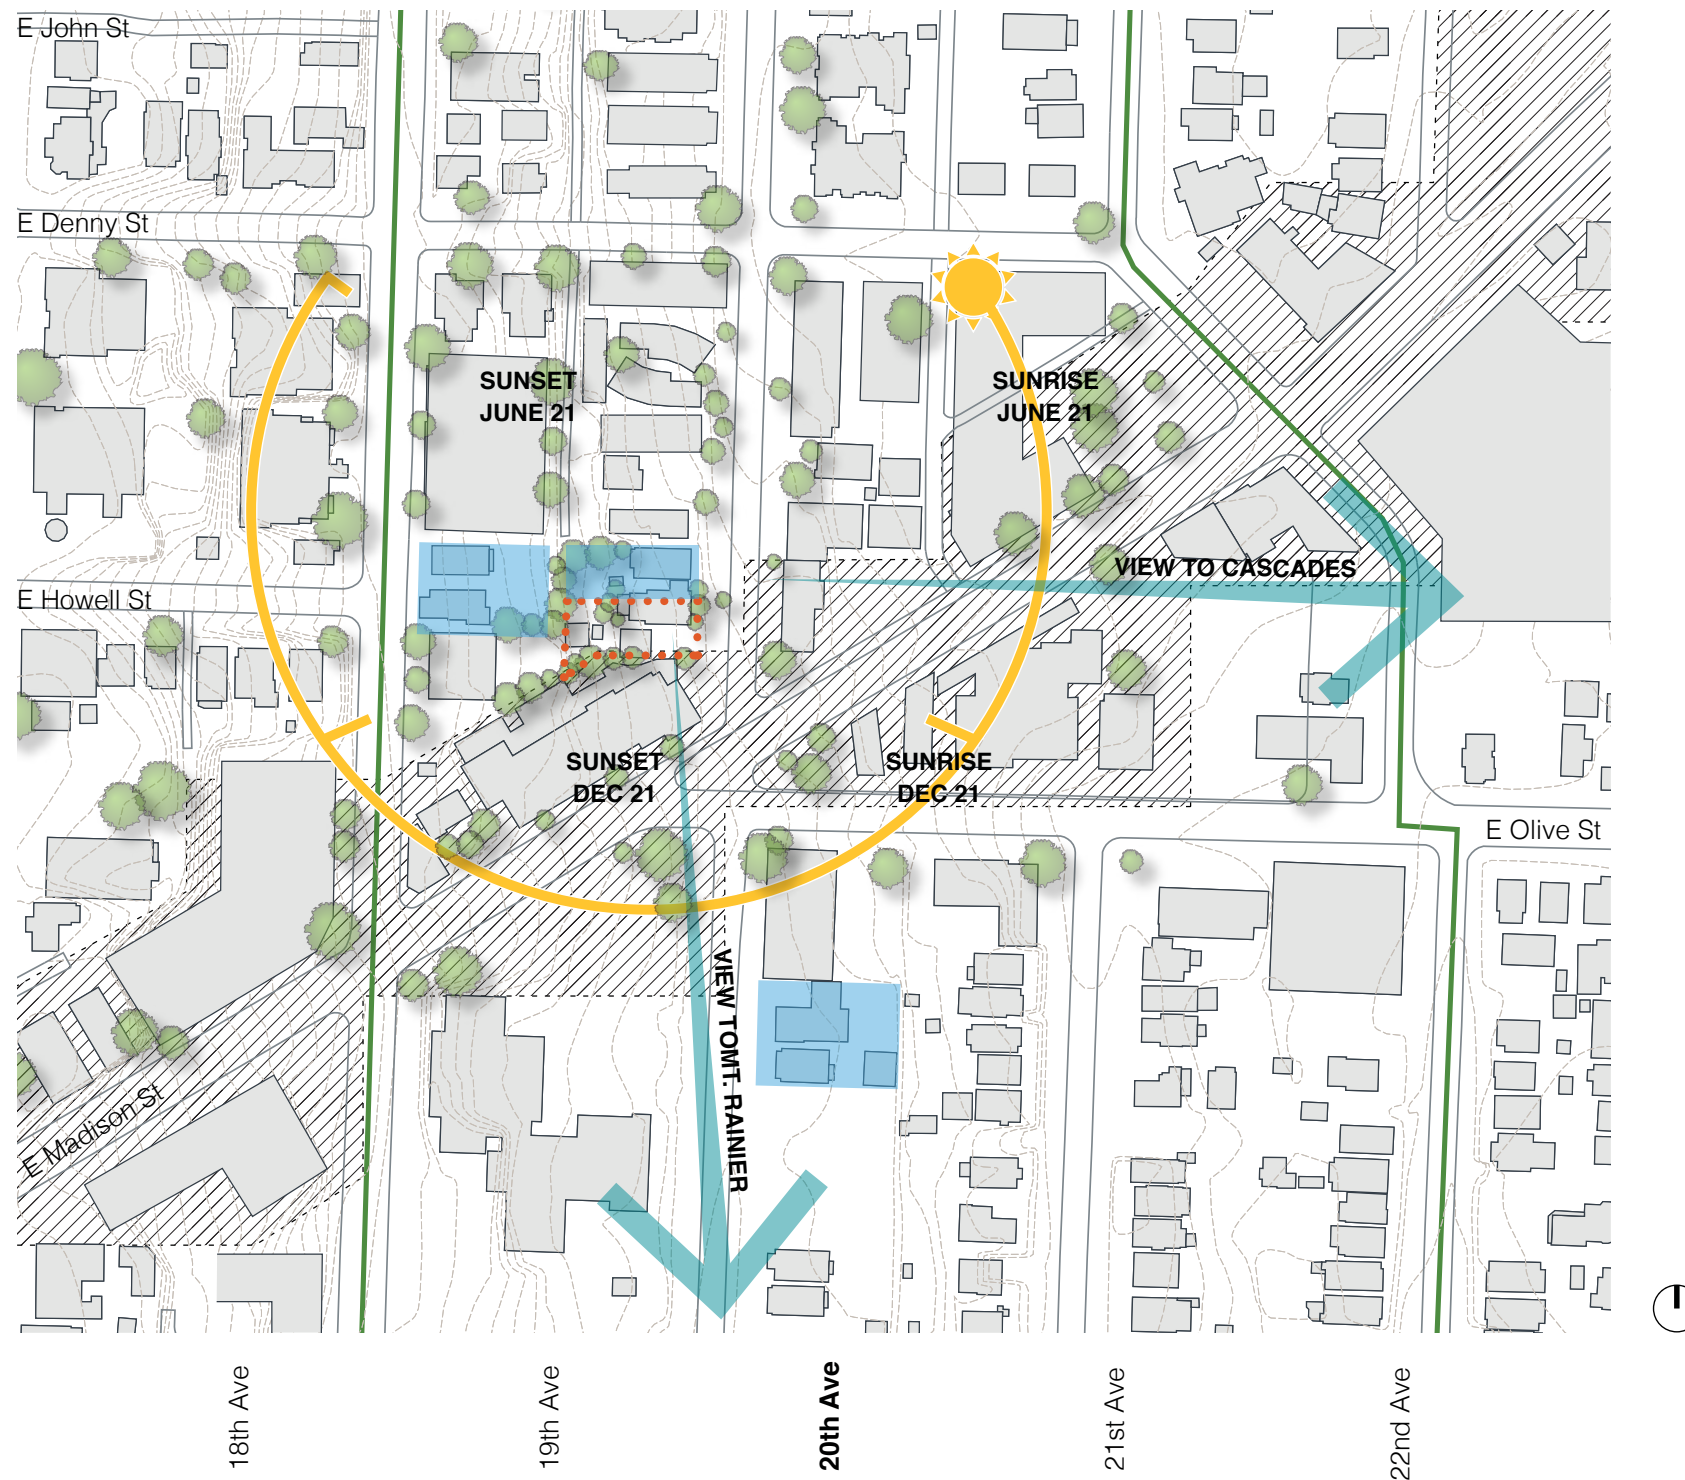 E John St
E Denny St
SUNSET
JUNE 21
SUNRISE
JUNE 21
VIEW TO CASCADES
E Howell St
SUNSET
DEC 21
SUNRISE
DEC 21
E Olive St
VIEW TOMT. RAINIER
E Madison St
18th Ave
19th Ave
20th Ave
21st Ave
22nd Ave